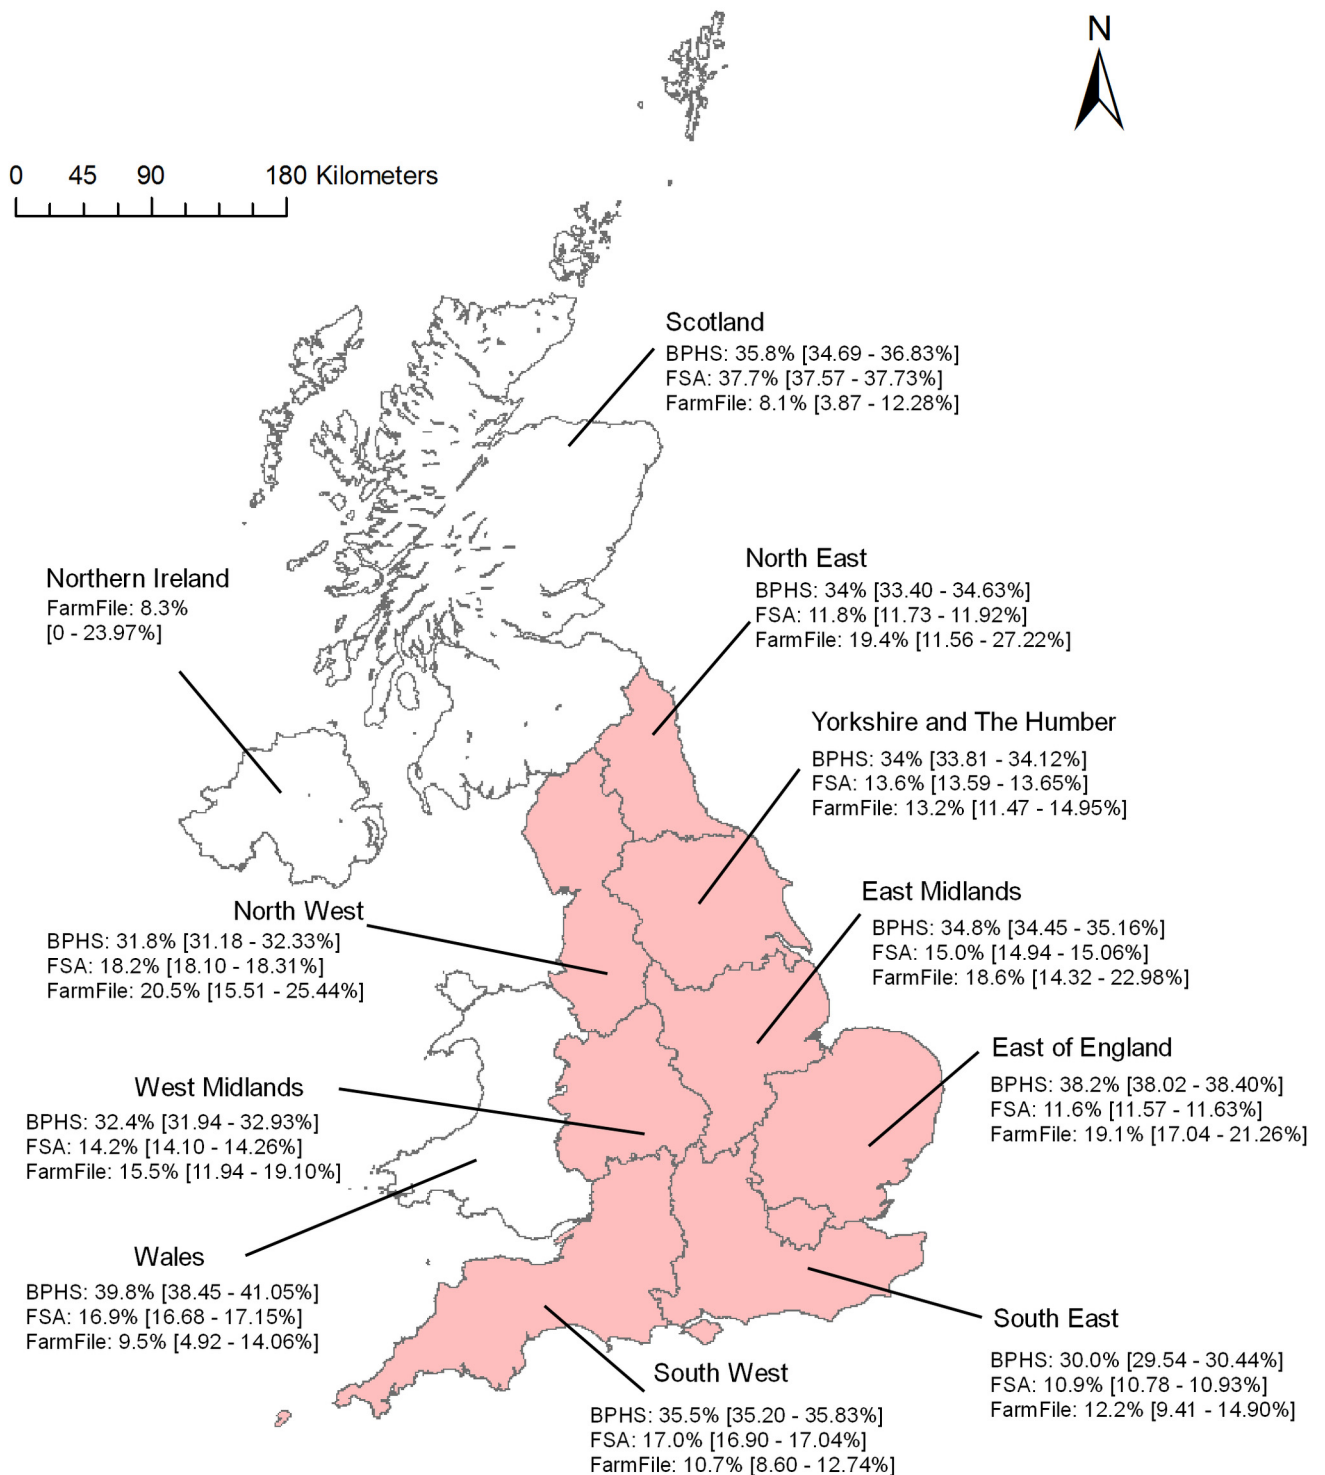 N
0 45 90 180 Kilometers
Scotland
BPHS: 35.8% [34.69 - 36.83%]
FSA: 37.7% [37.57 - 37.73%]
FarmFile: 8.1% [3.87 - 12.28%]
North East
BPHS: 34% [33.40 - 34.63%]
FSA: 11.8% [11.73 - 11.92%]
FarmFile: 19.4% [11.56 - 27.22%]
Northern Ireland
FarmFile: 8.3%
[0 - 23.97%]
Yorkshire and The Humber
BPHS: 34% [33.81 - 34.12%]
FSA: 13.6% [13.59 - 13.65%]
FarmFile: 13.2% [11.47 - 14.95%]
East Midlands
BPHS: 34.8% [34.45 - 35.16%]
FSA: 15.0% [14.94 - 15.06%]
FarmFile: 18.6% [14.32 - 22.98%]
North West
BPHS: 31.8% [31.18 - 32.33%]
FSA: 18.2% [18.10 - 18.31%]
FarmFile: 20.5% [15.51 - 25.44%]
East of England
BPHS: 38.2% [38.02 - 38.40%]
FSA: 11.6% [11.57 - 11.63%]
FarmFile: 19.1% [17.04 - 21.26%]
West Midlands
BPHS: 32.4% [31.94 - 32.93%]
FSA: 14.2% [14.10 - 14.26%]
FarmFile: 15.5% [11.94 - 19.10%]
Wales
BPHS: 39.8% [38.45 - 41.05%]
FSA: 16.9% [16.68 - 17.15%]
FarmFile: 9.5% [4.92 - 14.06%]
South East
BPHS: 30.0% [29.54 - 30.44%]
FSA: 10.9% [10.78 - 10.93%]
FarmFile: 12.2% [9.41 - 14.90%]
South West
BPHS: 35.5% [35.20 - 35.83%]
FSA: 17.0% [16.90 - 17.04%]
FarmFile: 10.7% [8.60 - 12.74%]